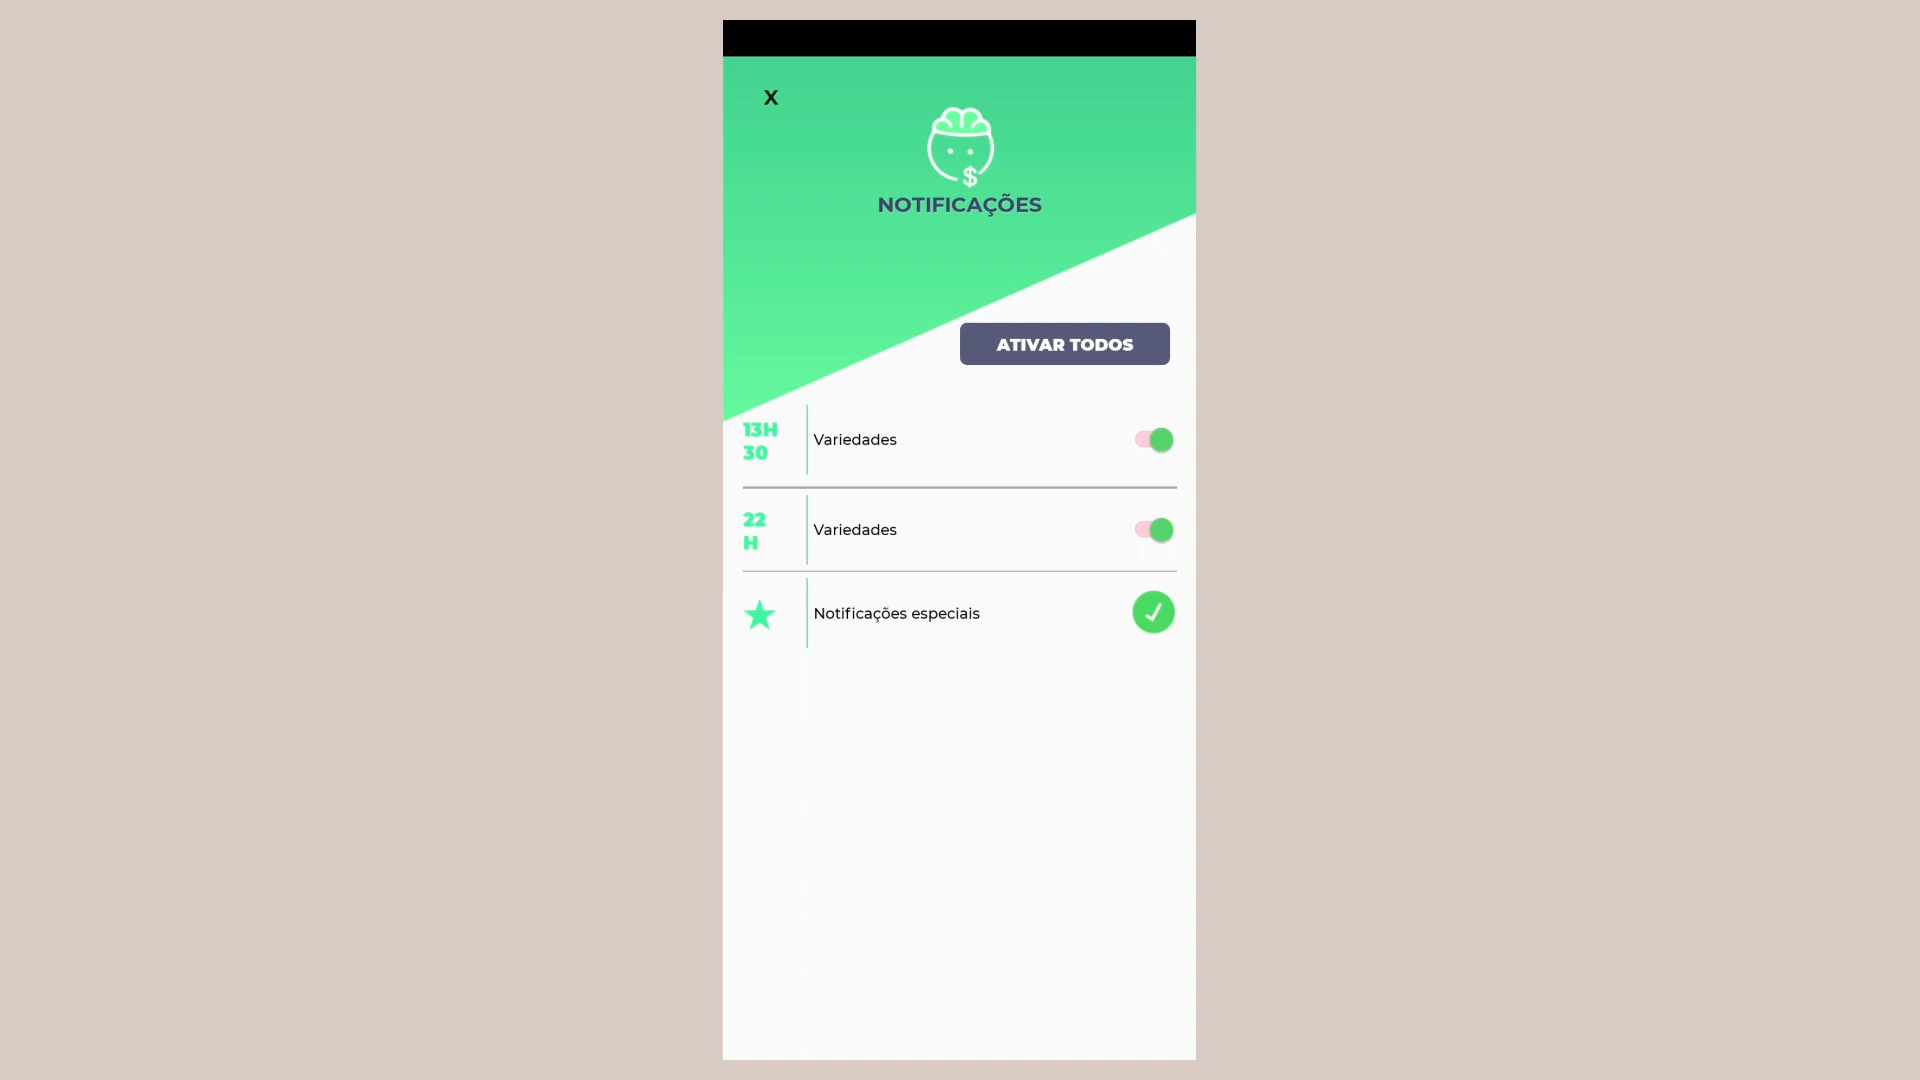 X
$
NOTIFICAÇÕES
ATIVAR TODOS
13H
30
Variedades
22
H
Variedades
Notificações especiais